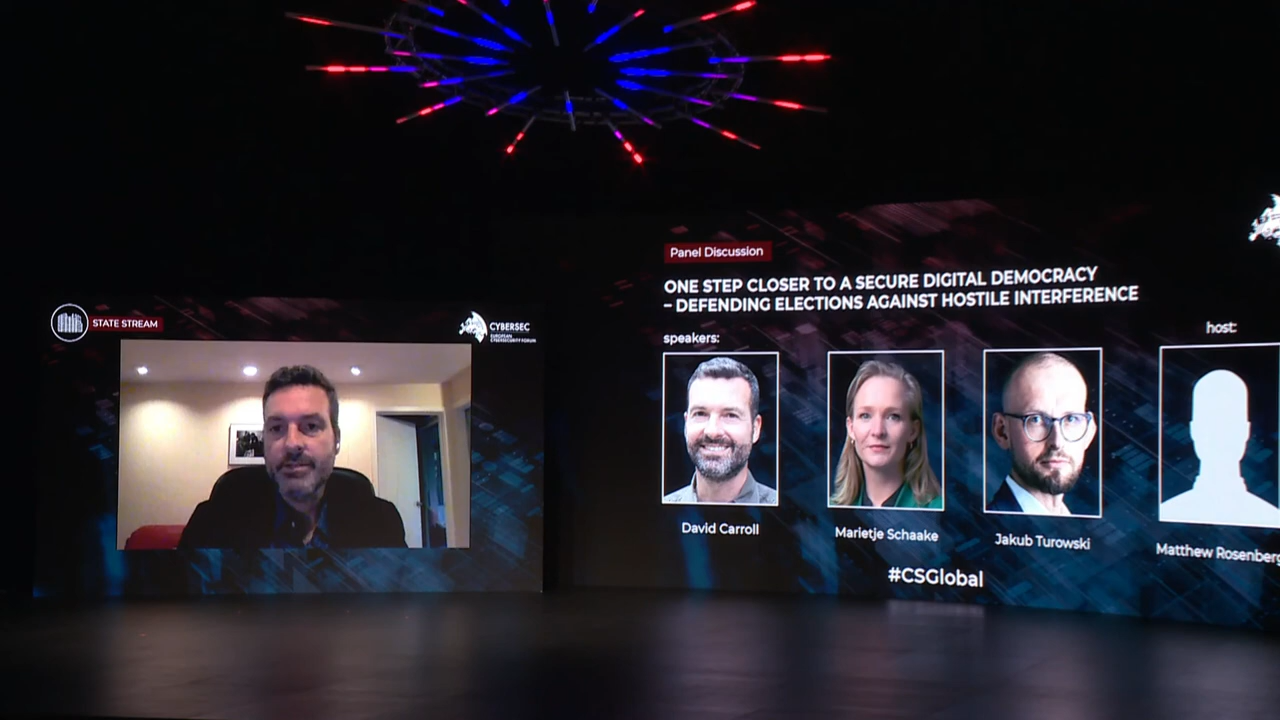 STATE STREAM
CYBERSEC
EUROPEAN
CYBERSECURITY FORUM
Panel Discussion
ONE STEP CLOSER TO A SECURE DIGITAL DEMOCRACY
– DEFENDING ELECTIONS AGAINST HOSTILE INTERFERENCE
speakers:
host:
David Carroll
Marietje Schaake
Jakub Turowski
Matthew Rosenberg
#CSGlobal